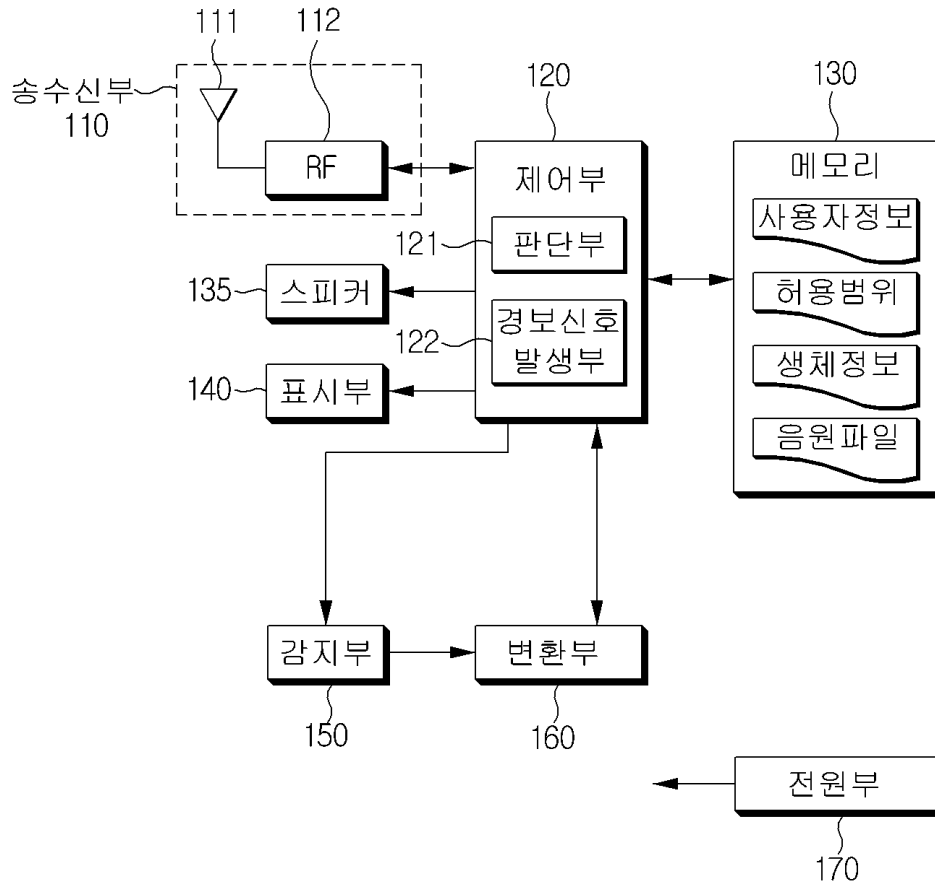 111
112
송수신부
110
RF
120
제어부
121
판단부
122
경보신호
발생부
130
메모리
사용자정보
허용범위
생체정보
음원파일
135
스피커
140
표시부
감지부
150
변환부
160
전원부
170